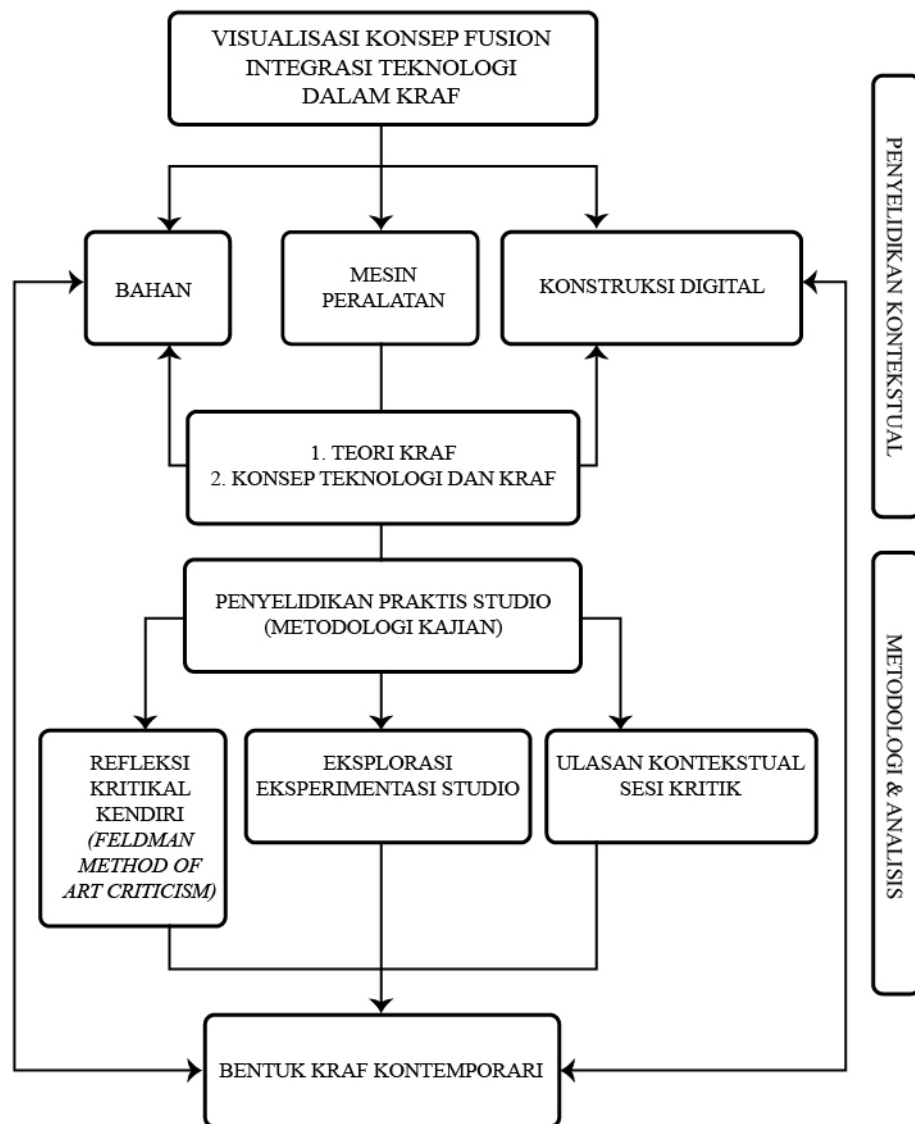 VISUALISASI KONSEP FUSION
INTEGRASI TEKNOLOGI
DALAM KRAF
BAHAN
MESIN
PERALATAN
KONSTRUKSI DIGITAL
1. TEORI KRAF
2. KONSEP TEKNOLOGI DAN KRAF
PENYELIDIKAN PRAKTIS STUDIO
(METODOLOGI KAJIAN)
REFLEKSI
KRITIKAL
KENDIRI
(FELDMAN
METHOD OF
ART CRITICISM)
EKSPLORASI
EKSPERIMENTASI STUDIO
ULASAN KONTEKSTUAL
SESI KRITIK
BENTUK KRAF KONTEMPORARI
PENYELIDIKAN KONTEKSTUAL
METODOLOGI & ANALISIS